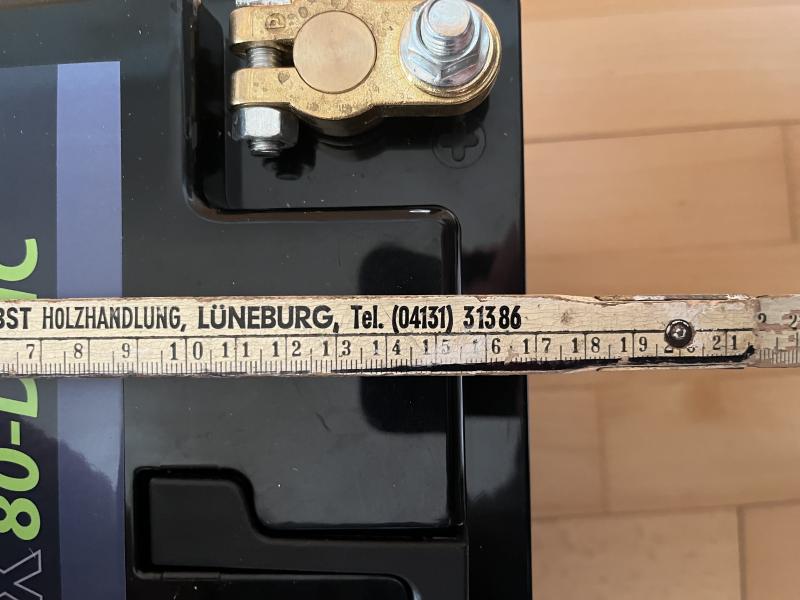 BST HOLZHANDLUNG, LÜNEBURG, Tel. (04131) 31386
7 8 9 10 11 12 13 14 15 16 17 18 19 20 21 2
80-D
X